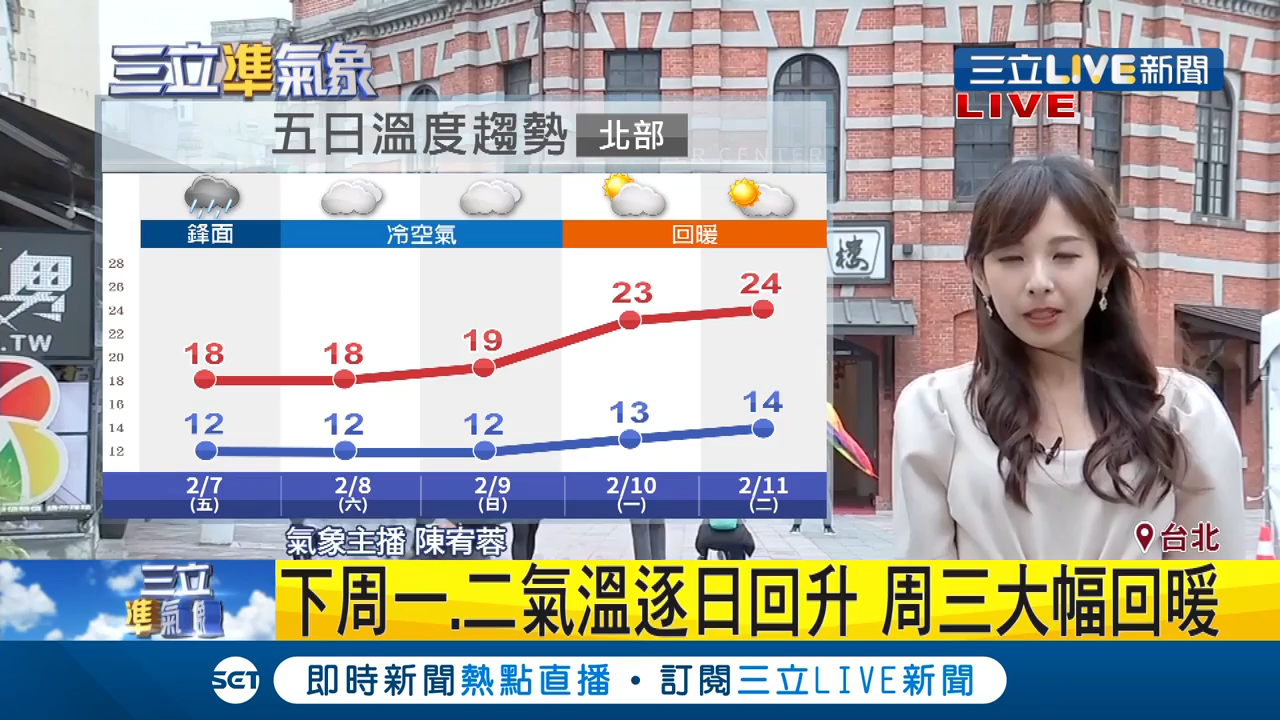 三立準氣象
三立LIVE新聞
LIVE
五日溫度趨勢 北部
鋒面 冷空氣 回暖
28
26
24
22
20
18
16
14
12
18 18 19 23 24
12 12 12 13 14
2/7 2/8 2/9 2/10 2/11
(五) (六) (日) (一) (二)
樓
.TW
氣象主播 陳宥蓉
台北
三立
準氣象
下周一.二氣溫逐日回升 周三大幅回暖
SET 即時新聞熱點直播・訂閱三立LIVE新聞